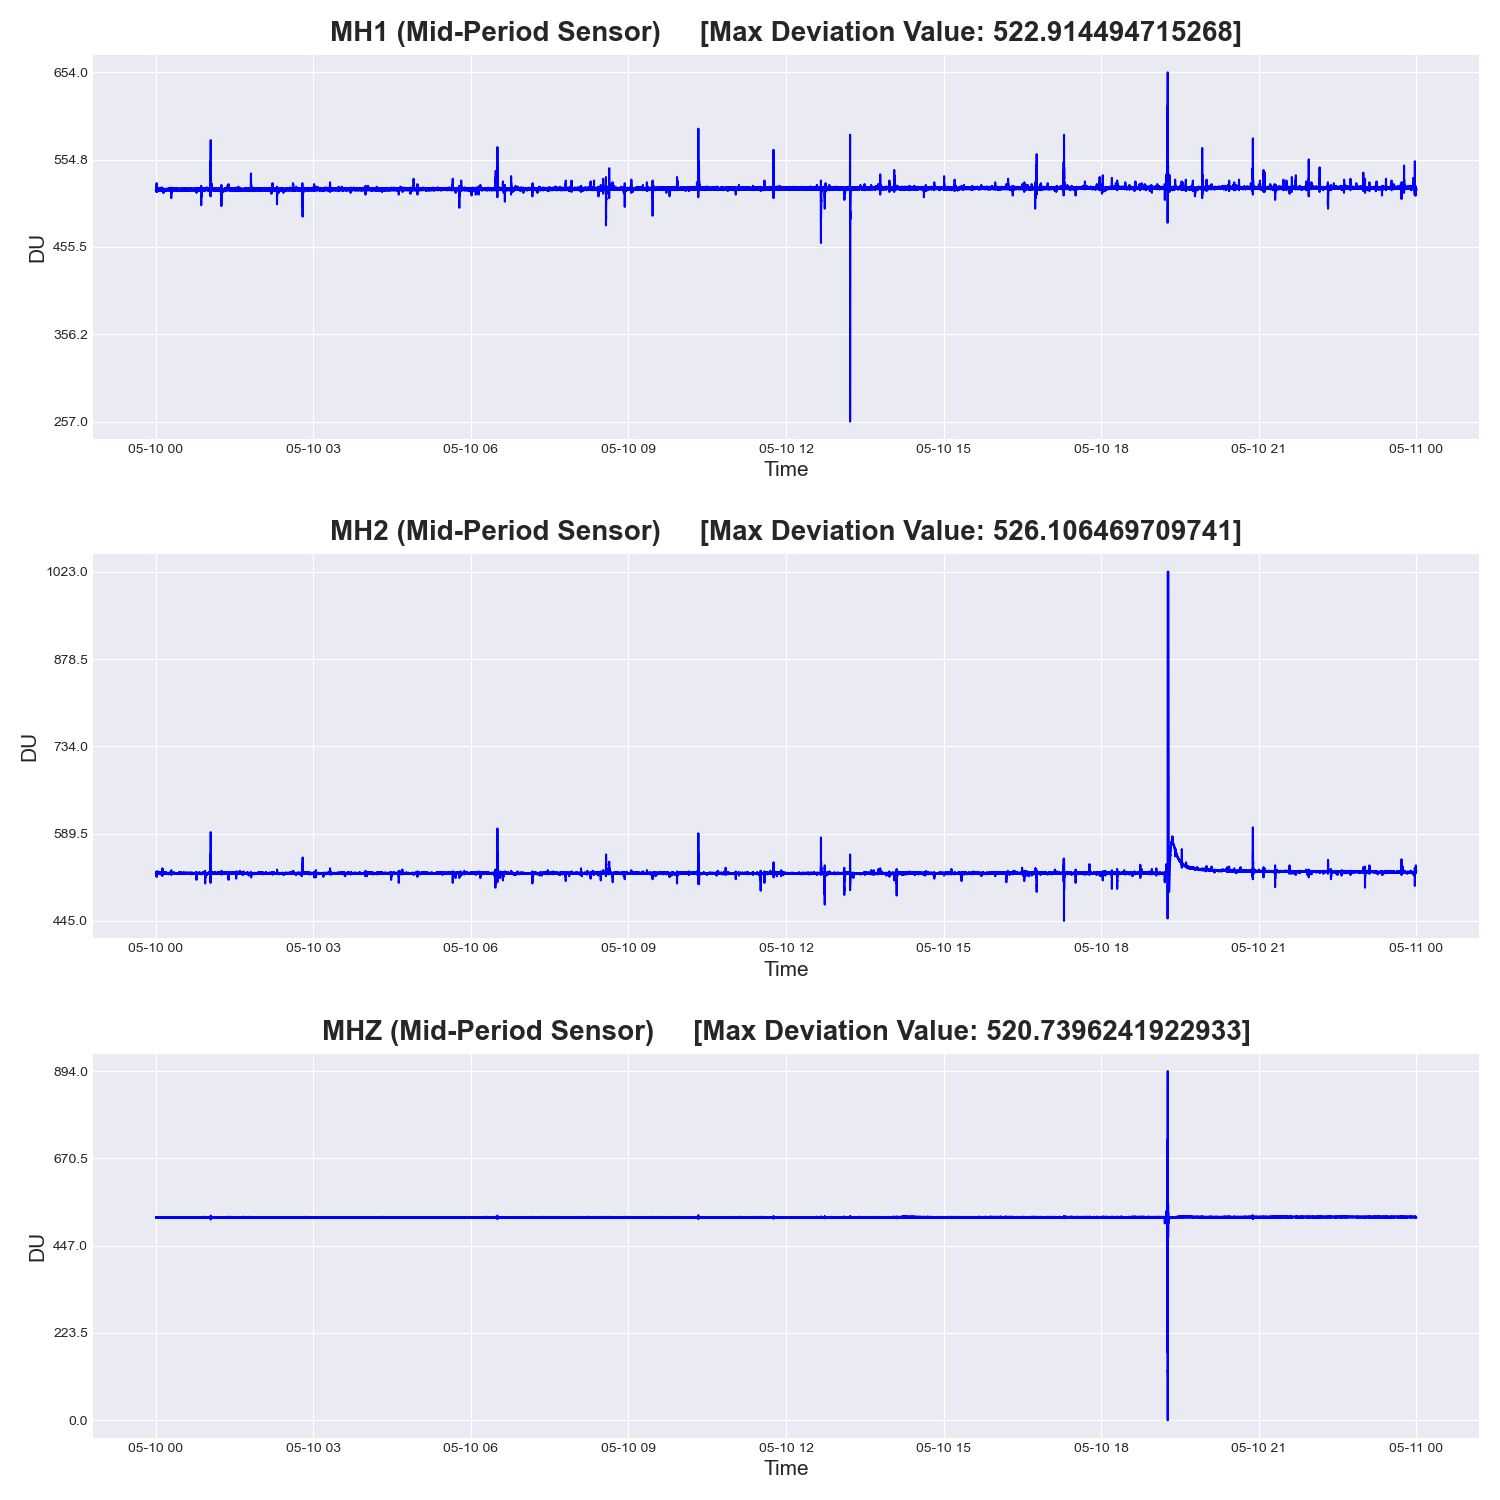 MH1 (Mid-Period Sensor) [Max Deviation Value: 522.914494715268]
654.0
554.8
455.5
356.2
257.0
DU
05-10 00 05-10 03 05-10 06 05-10 09 05-10 12 05-10 15 05-10 18 05-10 21 05-11 00
Time
MH2 (Mid-Period Sensor) [Max Deviation Value: 526.106469709741]
1023.0
878.5
734.0
589.5
445.0
DU
05-10 00 05-10 03 05-10 06 05-10 09 05-10 12 05-10 15 05-10 18 05-10 21 05-11 00
Time
MHZ (Mid-Period Sensor) [Max Deviation Value: 520.7396241922933]
894.0
670.5
447.0
223.5
0.0
DU
05-10 00 05-10 03 05-10 06 05-10 09 05-10 12 05-10 15 05-10 18 05-10 21 05-11 00
Time